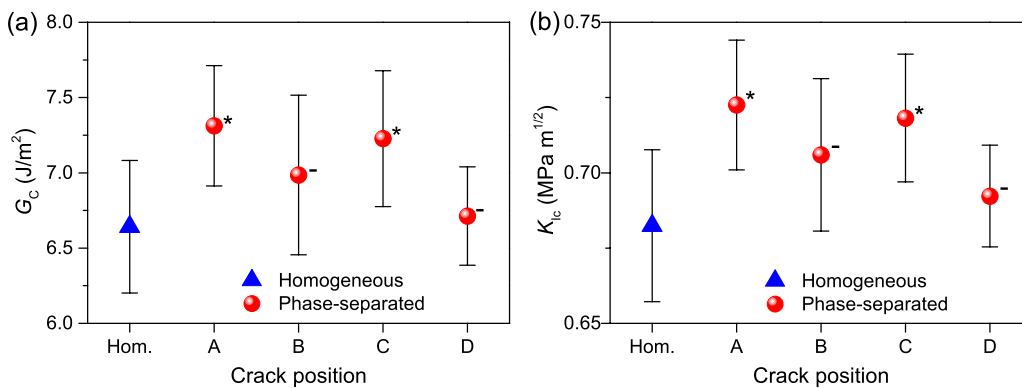 (a)
8.0
7.5
7.0
6.5
6.0
G_C (J/m²)
*
-
*
-
Homogeneous
Phase-separated
Hom. A B C D
Crack position
(b)
0.75
0.70
0.65
K_Ic (MPa m^1/2)
*
-
*
-
Homogeneous
Phase-separated
Hom. A B C D
Crack position